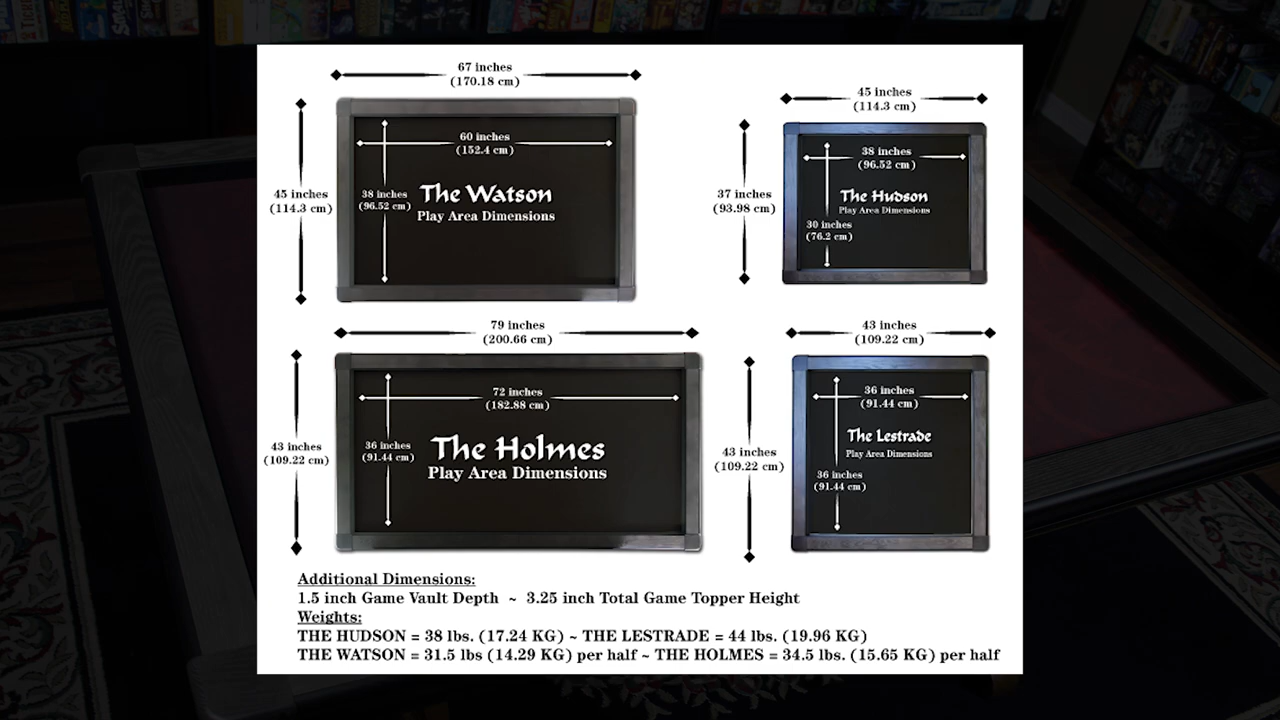 67 inches
(170.18 cm)
45 inches
(114.3 cm)
60 inches
(152.4 cm)
38 inches
(96.52 cm)
The Watson
Play Area Dimensions
45 inches
(114.3 cm)
37 inches
(93.98 cm)
38 inches
(96.52 cm)
The Hudson
Play Area Dimensions
30 inches
(76.2 cm)
79 inches
(200.66 cm)
43 inches
(109.22 cm)
72 inches
(182.88 cm)
36 inches
(91.44 cm)
The Holmes
Play Area Dimensions
43 inches
(109.22 cm)
43 inches
(109.22 cm)
36 inches
(91.44 cm)
The Lestrade
Play Area Dimensions
36 inches
(91.44 cm)
Additional Dimensions:
1.5 inch Game Vault Depth ~ 3.25 inch Total Game Topper Height
Weights:
THE HUDSON = 38 lbs. (17.24 KG) ~ THE LESTRADE = 44 lbs. (19.96 KG)
THE WATSON = 31.5 lbs (14.29 KG) per half ~ THE HOLMES = 34.5 lbs. (15.65 KG) per half